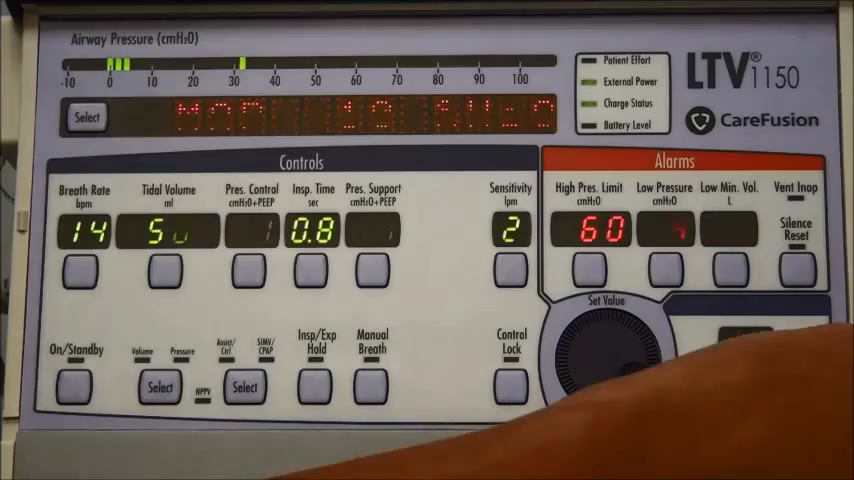 Airway Pressure (cmH2O)
-10 0 10 20 30 40 50 60 70 80 90 100
Select
MAP 10 cmH2O
Patient Effort
External Power
Charge Status
Battery Level
LTV® 1150
CareFusion
Controls
Breath Rate
bpm
Tidal Volume
ml
Pres. Control
cmH2O+PEEP
Insp. Time
sec
Pres. Support
cmH2O+PEEP
Sensitivity
lpm
14
0.8
2
Alarms
High Pres. Limit
cmH2O
Low Pressure
cmH2O
Low Min. Vol.
L
Vent Inop
60
Silence
Reset
Set Value
On/Standby
Volume
Pressure
Select
NPPV
Assist/
Ctrl
SIMV/
CPAP
Select
Insp/Exp
Hold
Manual
Breath
Control
Lock